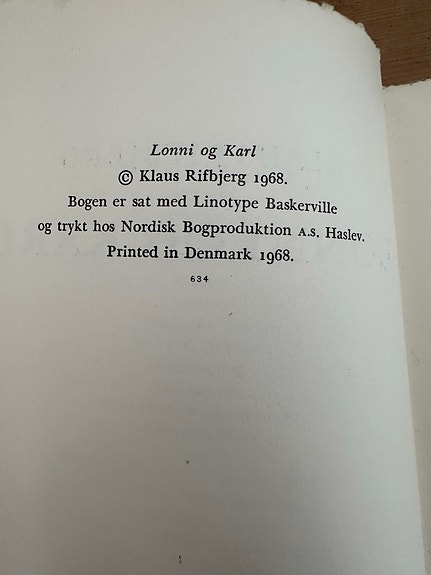 Lonni og Karl
© Klaus Rifbjerg 1968.
Bogen er sat med Linotype Baskerville
og trykt hos Nordisk Bogproduktion A.S. Haslev.
Printed in Denmark 1968.
634